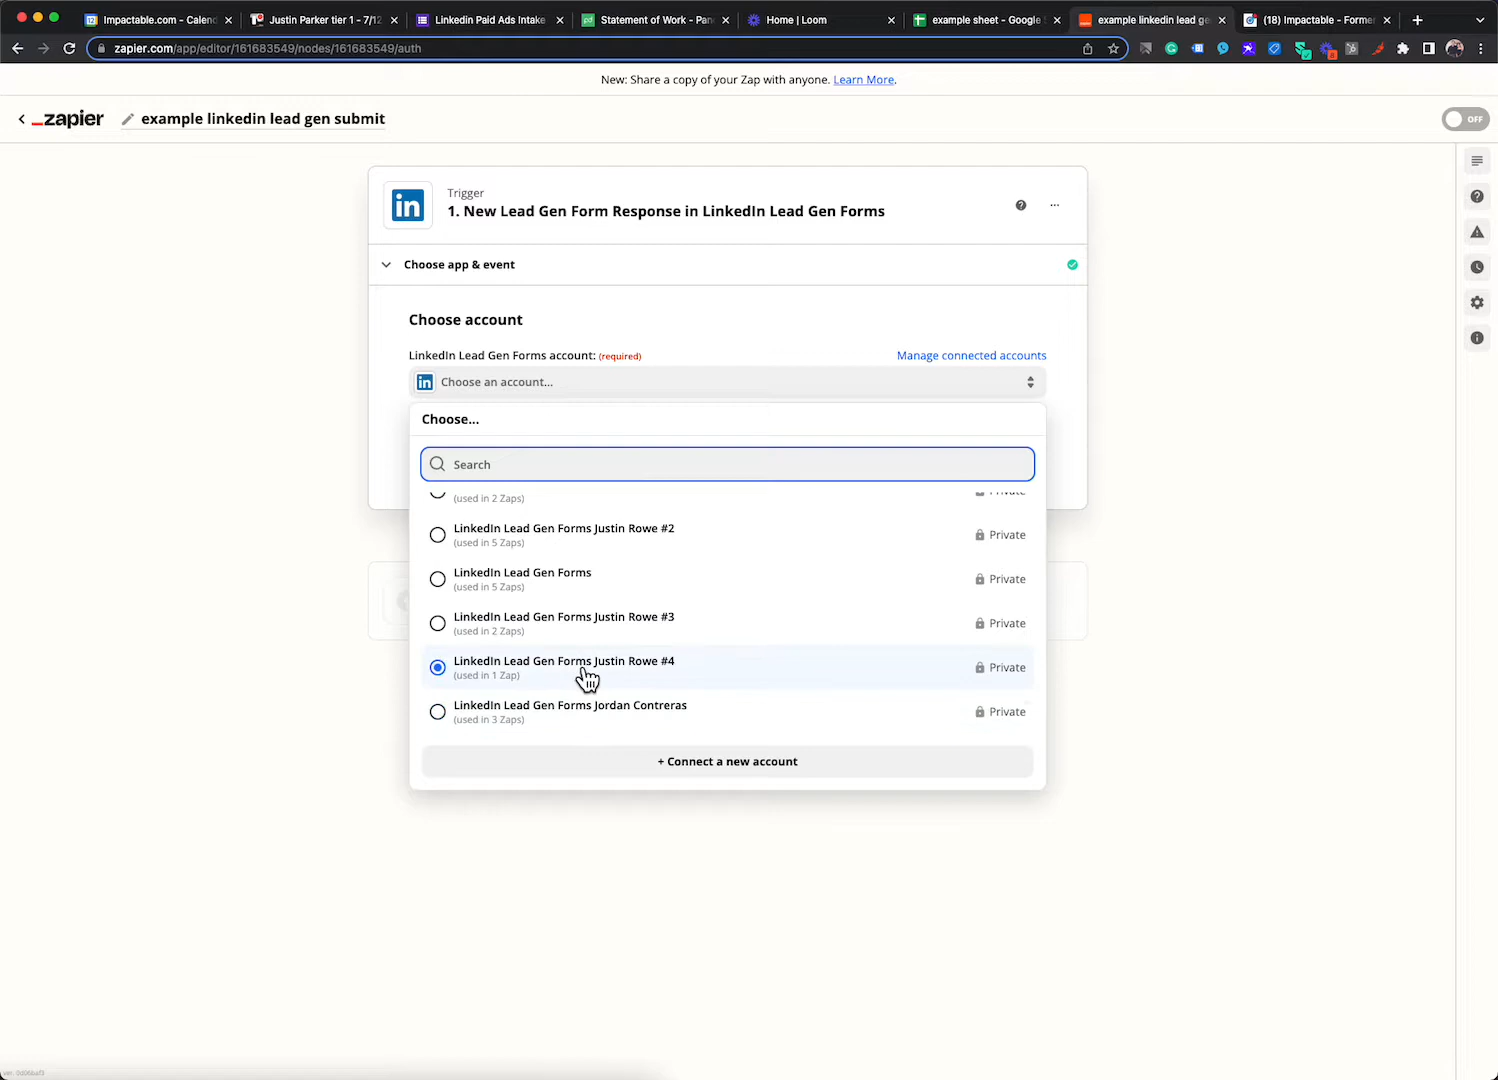 Impactable.com - Calend
Justin Parker tier 1 - 7/12
Linkedin Paid Ads Intake
Statement of Work - Pan
Home | Loom
example sheet - Google S
example linkedin lead ge
(18) Impactable - Former
zapier.com/app/editor/161683549/nodes/161683549/auth
New: Share a copy of your Zap with anyone. Learn More.
_zapier
example linkedin lead gen submit
OFF
Trigger
1. New Lead Gen Form Response in LinkedIn Lead Gen Forms
Choose app & event
Choose account
LinkedIn Lead Gen Forms account: (required)
Manage connected accounts
Choose an account...
Choose...
Search
(used in 2 Zaps)
Private
LinkedIn Lead Gen Forms Justin Rowe #2
(used in 5 Zaps)
Private
LinkedIn Lead Gen Forms
(used in 5 Zaps)
Private
LinkedIn Lead Gen Forms Justin Rowe #3
(used in 2 Zaps)
Private
LinkedIn Lead Gen Forms Justin Rowe #4
(used in 1 Zap)
Private
LinkedIn Lead Gen Forms Jordan Contreras
(used in 3 Zaps)
Private
+ Connect a new account